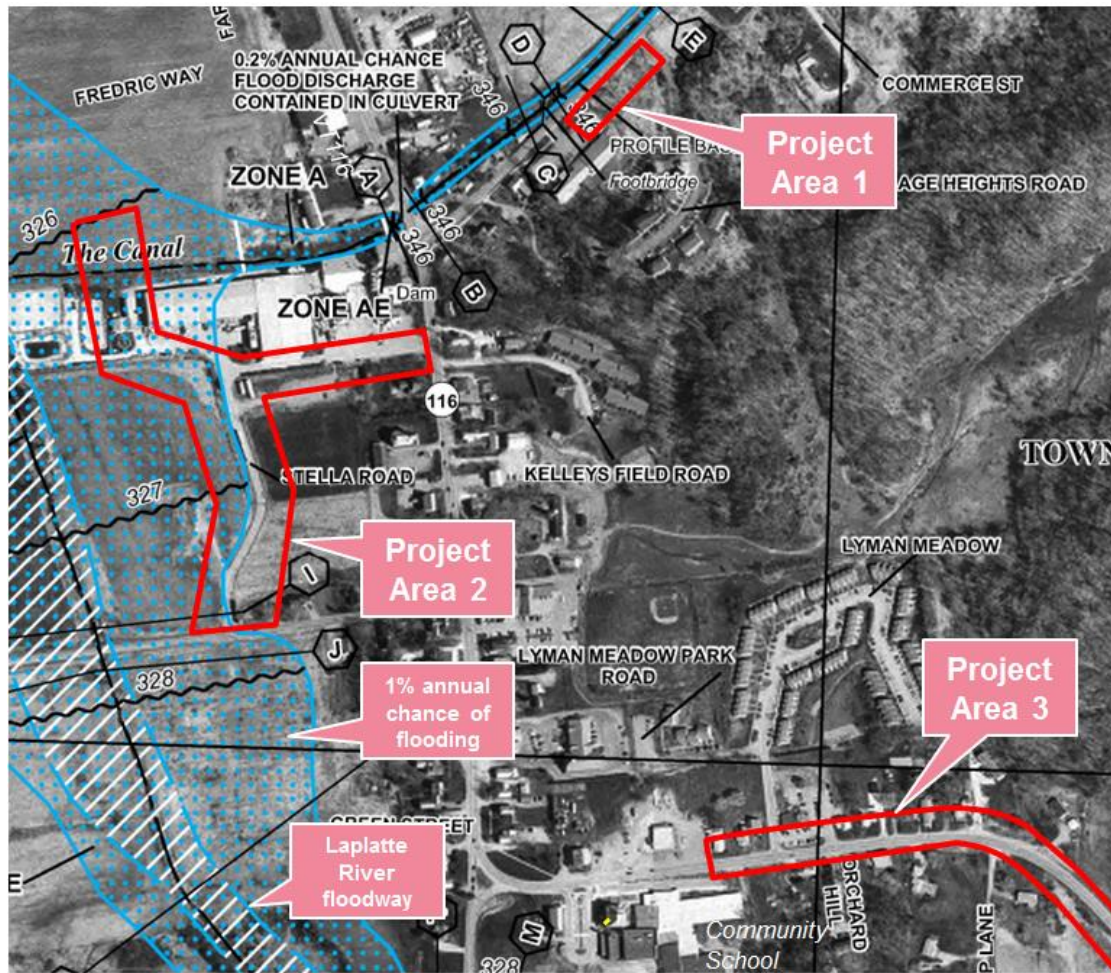 FREDRIC WAY
0.2% ANNUAL CHANCE
FLOOD DISCHARGE
CONTAINED IN CULVERT
116
ZONE A
A
346
D
E
346
COMMERCE ST
Project
Area 1
PROFILE BAS
Footbridge
AGE HEIGHTS ROAD
C
326
The Canal
346
346
B
ZONE AE
Dam
116
STELLA ROAD
KELLEYS FIELD ROAD
TOWN
327
Project
Area 2
I
J
328
LYMAN MEADOW
LYMAN MEADOW PARK
ROAD
1% annual
chance of
flooding
Project
Area 3
GREEN STREET
Laplatte
River
floodway
E
M
328
ORCHARD
HILL
P LANE
Community
School